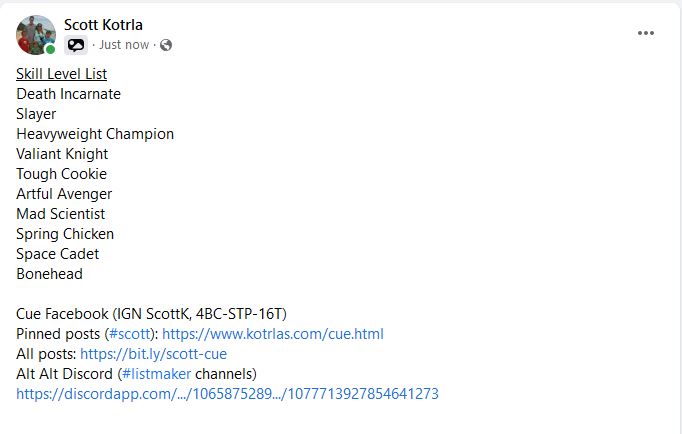 Scott Kotrla
· Just now ·
Skill Level List
Death Incarnate
Slayer
Heavyweight Champion
Valiant Knight
Tough Cookie
Artful Avenger
Mad Scientist
Spring Chicken
Space Cadet
Bonehead
Cue Facebook (IGN ScottK, 4BC-STP-16T)
Pinned posts (#scott): https://www.kotrlas.com/cue.html
All posts: https://bit.ly/scott-cue
Alt Alt Discord (#listmaker channels)
https://discordapp.com/.../1065875289.../1077713927854641273